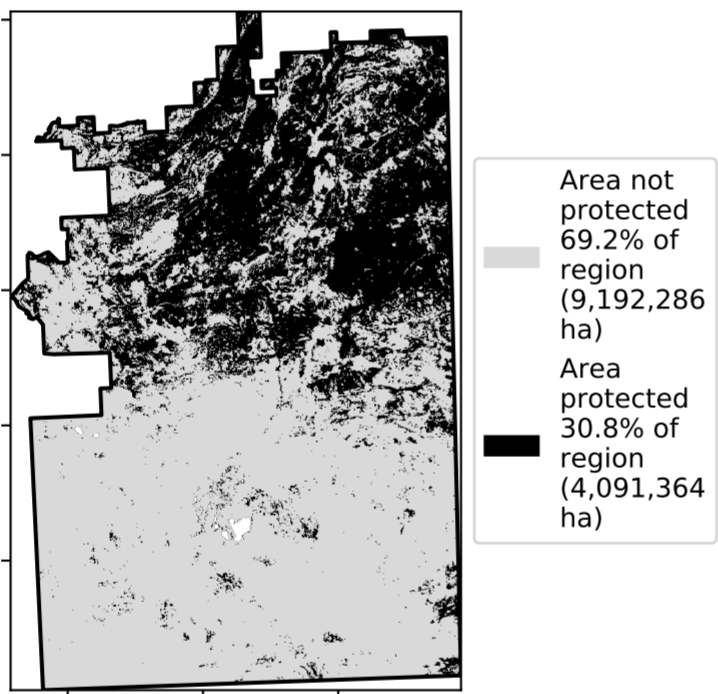 Area not
protected
69.2% of
region
(9,192,286
ha)
Area
protected
30.8% of
region
(4,091,364
ha)